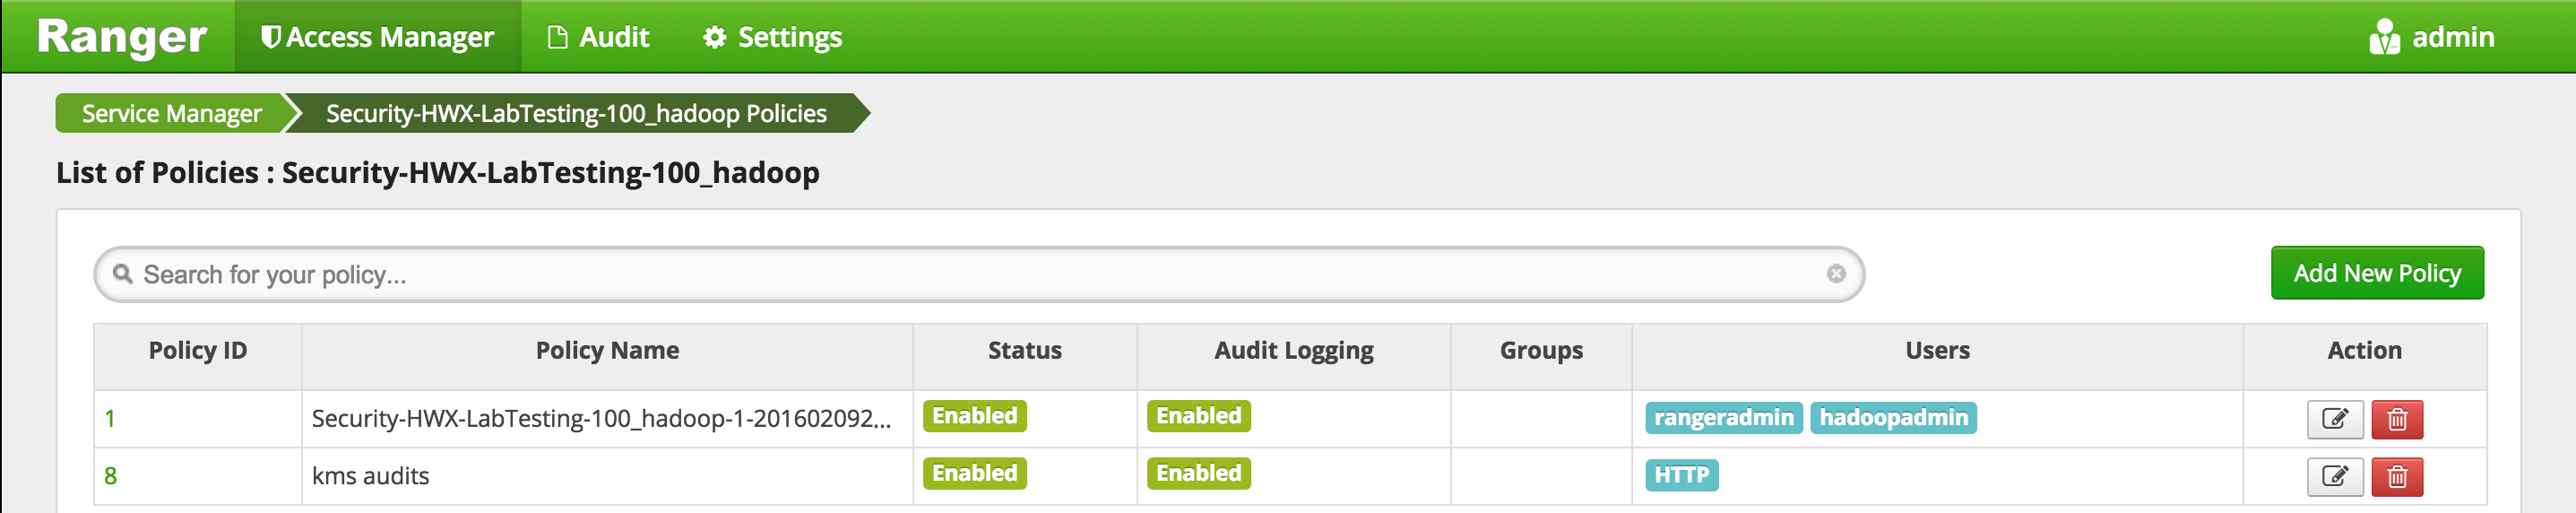 Ranger Access Manager Audit Settings admin
Service Manager Security-HWX-LabTesting-100_hadoop Policies
List of Policies : Security-HWX-LabTesting-100_hadoop
Search for your policy... Add New Policy
Policy ID Policy Name Status Audit Logging Groups Users Action
1 Security-HWX-LabTesting-100_hadoop-1-201602092... Enabled Enabled rangeradmin hadoopadmin
8 kms audits Enabled Enabled HTTP